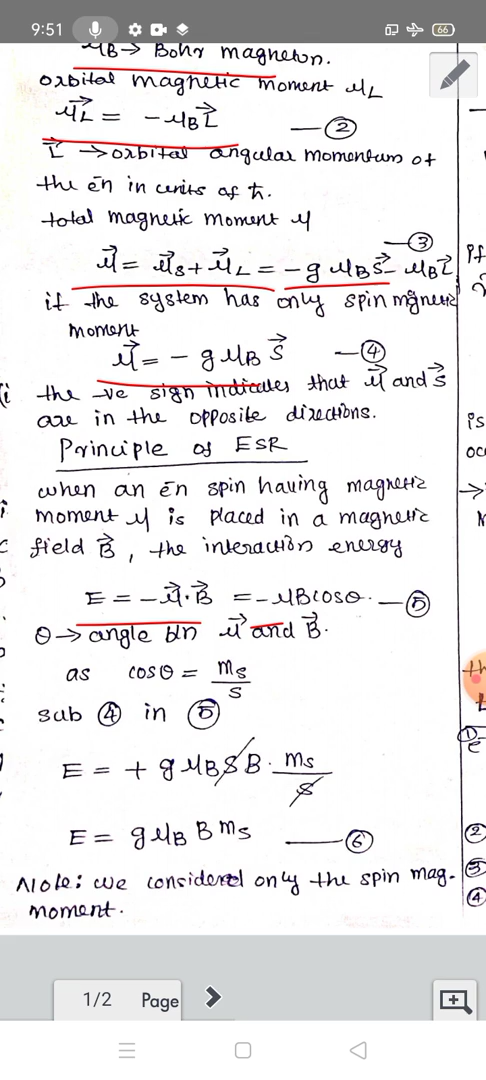 9:51
66
μB → Bohr magneton.
orbital magnetic moment μL
μ⃗L = - μB L⃗ —②
L⃗ → orbital angular momentum of
the ēn in units of ħ.
total magnetic moment μ
—③
μ⃗ = μ⃗s + μ⃗L = - g μB S⃗ - μB L⃗
if the system has only spin mgnetic
moment
μ⃗ = - g μB S⃗ —④
the -ve sign indicates that μ⃗ and S⃗
are in the opposite directions.
Principle of ESR
when an ēn spin having magnetic
moment μ is placed in a magnetic
field B⃗, the interaction energy
E = -μ⃗·B⃗ = -μBcosθ. —⑤
θ → angle b/n μ⃗ and B⃗.
as cosθ = ms/s
sub ④ in ⑤
E = + g μB S B · ms/s
E = g μB B ms —⑥
Note: we considered only the spin mag-
moment.
1/2 Page